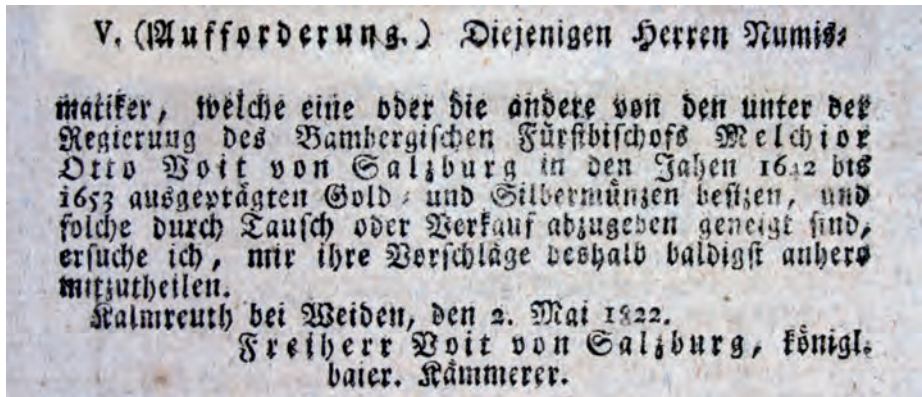 V. (Aufforderung.) Diejenigen Herren Numis-
matiker, welche eine oder die andere von den unter der
Regierung des Bambergischen Fürstbischofs Melchior
Otto Voit von Salzburg in den Jahen 1642 bis
1653 ausgeprägten Gold- und Silbermünzen besizen, und
solche durch Tausch oder Verkauf abzugeben geneigt sind,
ersuche ich, mir ihre Vorschläge deshalb baldigst anhero
mitzutheilen.
Kalmreuth bei Weiden, den 2. Mai 1822.
Freiherr Voit von Salzburg, königl.
baier. Kämmerer.